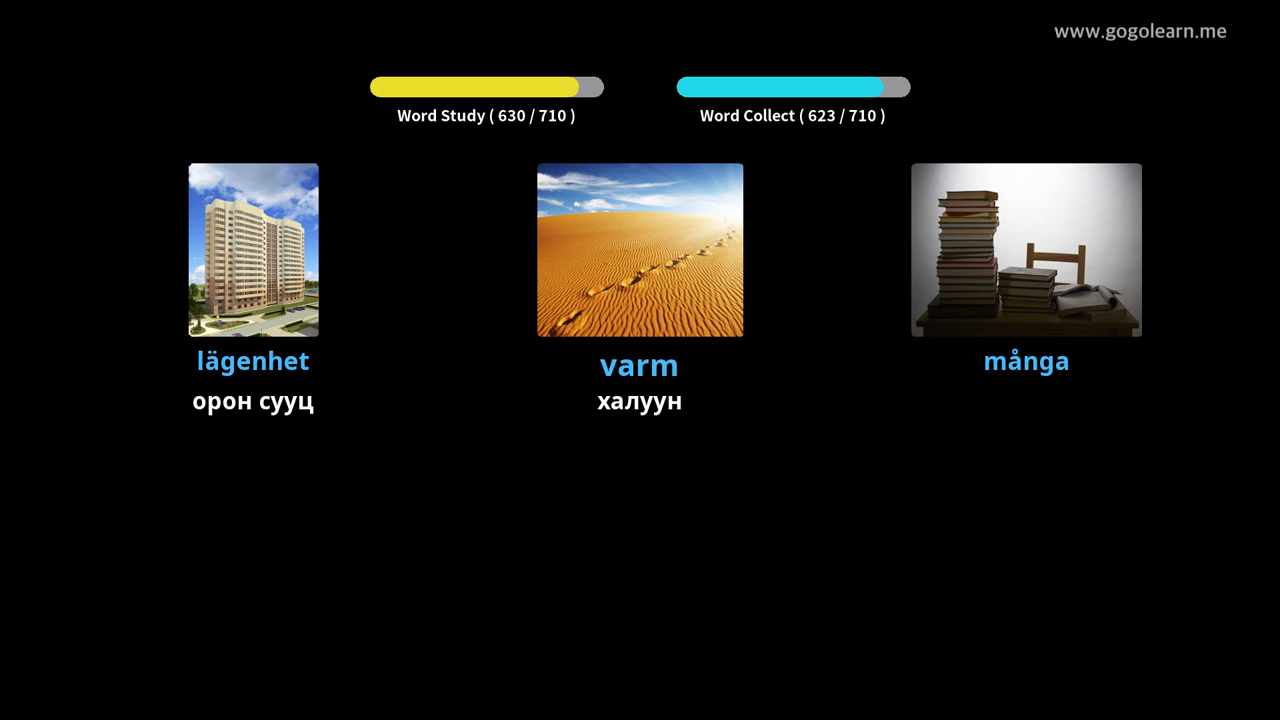 www.gogolearn.me
Word Study ( 630 / 710 )
Word Collect ( 623 / 710 )
lägenhet
орон сууц
varm
халуун
många